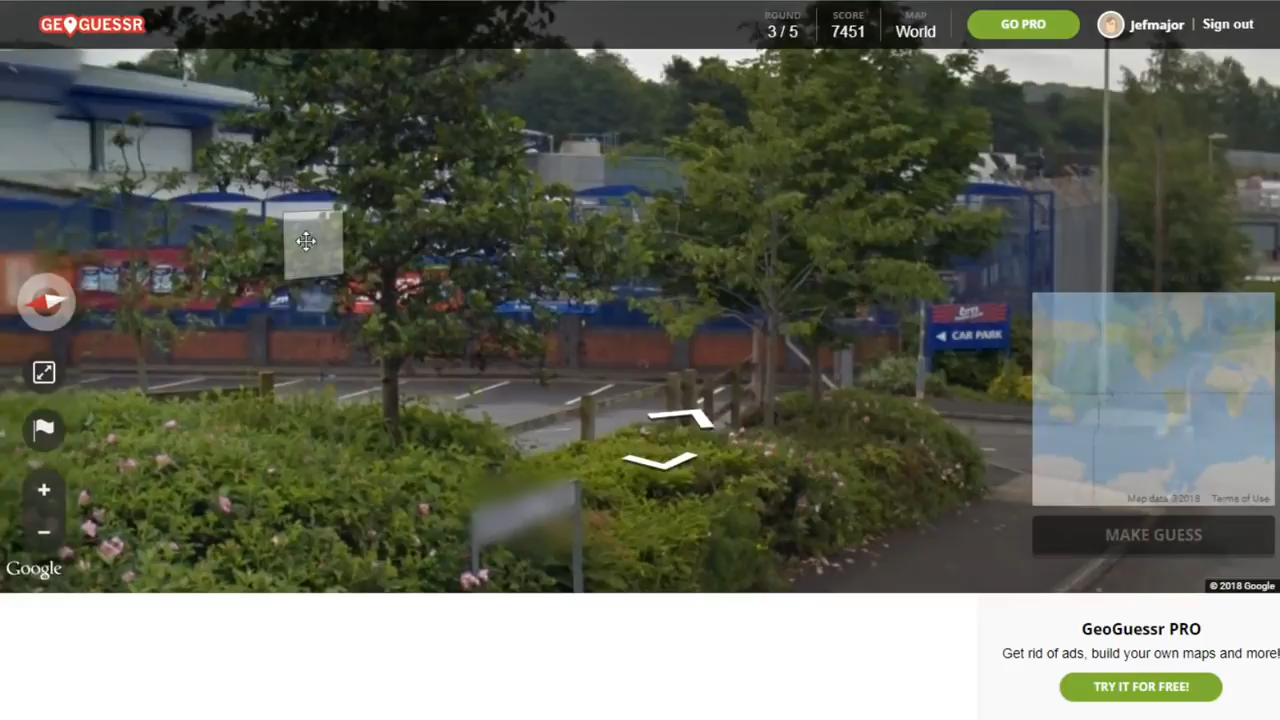 GEOGUESSR
ROUND
3 / 5
SCORE
7451
MAP
World
GO PRO
Jefmajor | Sign out
CAR PARK
Map data ©2018 Terms of Use
MAKE GUESS
Google
© 2018 Google
GeoGuessr PRO
Get rid of ads, build your own maps and more!
TRY IT FOR FREE!